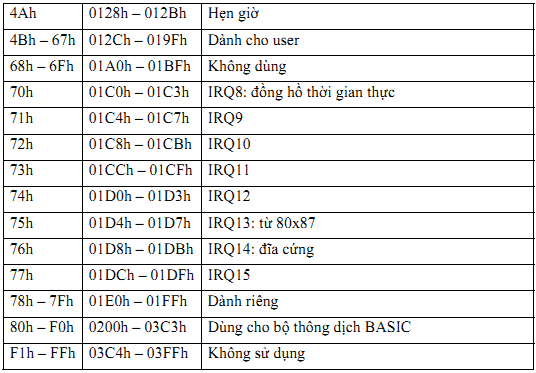 4Ah 0128h – 012Bh Hẹn giờ
4Bh – 67h 012Ch – 019Fh Dành cho user
68h – 6Fh 01A0h – 01BFh Không dùng
70h 01C0h – 01C3h IRQ8: đồng hồ thời gian thực
71h 01C4h – 01C7h IRQ9
72h 01C8h – 01CBh IRQ10
73h 01CCh – 01CFh IRQ11
74h 01D0h – 01D3h IRQ12
75h 01D4h – 01D7h IRQ13: từ 80x87
76h 01D8h – 01DBh IRQ14: đĩa cứng
77h 01DCh – 01DFh IRQ15
78h – 7Fh 01E0h – 01FFh Dành riêng
80h – F0h 0200h – 03C3h Dùng cho bộ thông dịch BASIC
F1h – FFh 03C4h – 03FFh Không sử dụng